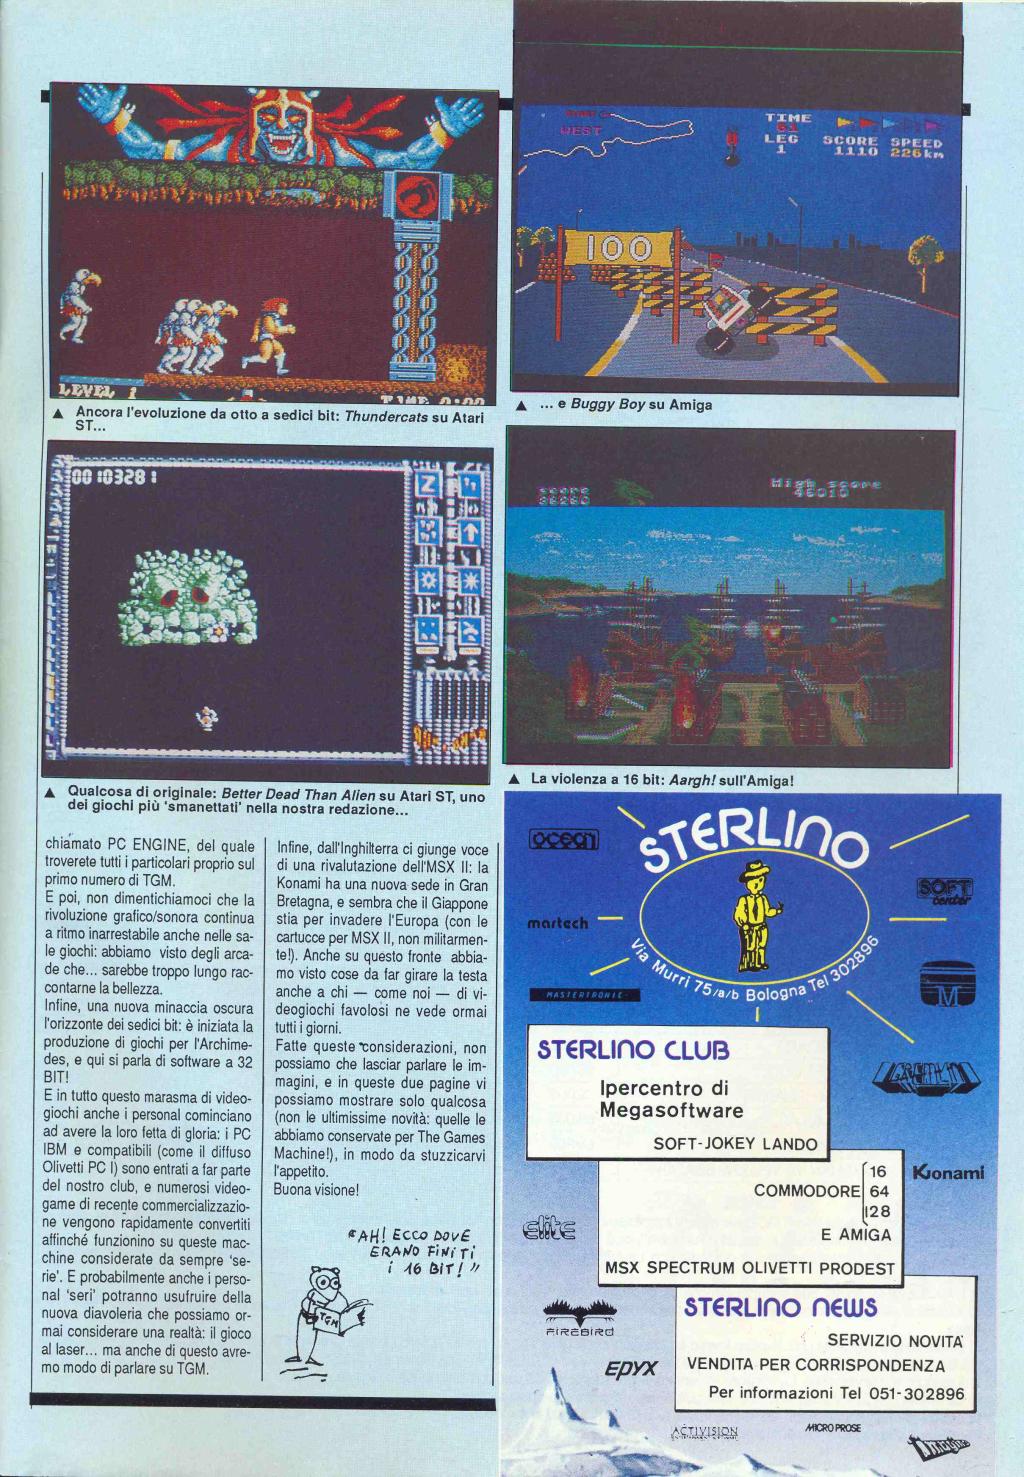 LEVEL 1
TIME 0:00
▲ Ancora l'evoluzione da otto a sedici bit: Thundercats su Atari
ST...
WEST
TIME
61
LEG
1
SCORE
1110
SPEED
226km
100
▲ ... e Buggy Boy su Amiga
00103281
▲ Qualcosa di originale: Better Dead Than Alien su Atari ST, uno
dei giochi più 'smanettati' nella nostra redazione...
score
High score
46010
▲ La violenza a 16 bit: Aargh! sull'Amiga!
chiamato PC ENGINE, del quale
troverete tutti i particolari proprio sul
primo numero di TGM.
E poi, non dimentichiamoci che la
rivoluzione grafico/sonora continua
a ritmo inarrestabile anche nelle sa-
le giochi: abbiamo visto degli arca-
de che... sarebbe troppo lungo rac-
contarne la bellezza.
Infine, una nuova minaccia oscura
l'orizzonte dei sedici bit: è iniziata la
produzione di giochi per l'Archime-
des, e qui si parla di software a 32
BIT!
E in tutto questo marasma di video-
giochi anche i personal cominciano
ad avere la loro fetta di gloria: i PC
IBM e compatibili (come il diffuso
Olivetti PC I) sono entrati a far parte
del nostro club, e numerosi video-
game di recente commercializzazio-
ne vengono rapidamente convertiti
affinché funzionino su queste mac-
chine considerate da sempre 'se-
rie'. E probabilmente anche i perso-
nal 'seri' potranno usufruire della
nuova diavoleria che possiamo or-
mai considerare una realtà: il gioco
al laser... ma anche di questo avre-
mo modo di parlare su TGM.
Infine, dall'Inghilterra ci giunge voce
di una rivalutazione dell'MSX II: la
Konami ha una nuova sede in Gran
Bretagna, e sembra che il Giappone
stia per invadere l'Europa (con le
cartucce per MSX II, non militarmen-
te!). Anche su questo fronte abbia-
mo visto cose da far girare la testa
anche a chi — come noi — di vi-
deogiochi favolosi ne vede ormai
tutti i giorni.
Fatte queste considerazioni, non
possiamo che lasciar parlare le im-
magini, e in queste due pagine vi
possiamo mostrare solo qualcosa
(non le ultimissime novità: quelle le
abbiamo conservate per The Games
Machine!), in modo da stuzzicarvi
l'appetito.
Buona visione!
"AH! ECCO DOVE
ERANO FINITI
i 16 BIT!"
TGM
STERLINO
Via Murri 75/a/b Bologna Tel 302896
ocean
SOFT
center
martech
MASTERTRONIC
M
GREMLIN
STERLINO CLUB
Ipercentro di
Megasoftware
SOFT-JOKEY LANDO
COMMODORE
16
64
128
E AMIGA
MSX SPECTRUM OLIVETTI PRODEST
Konami
elite
STERLINO NEWS
SERVIZIO NOVITA'
VENDITA PER CORRISPONDENZA
Per informazioni Tel 051-302896
FIREBIRD
EPYX
ACTIVISION
MICRO PROSE
Imagine